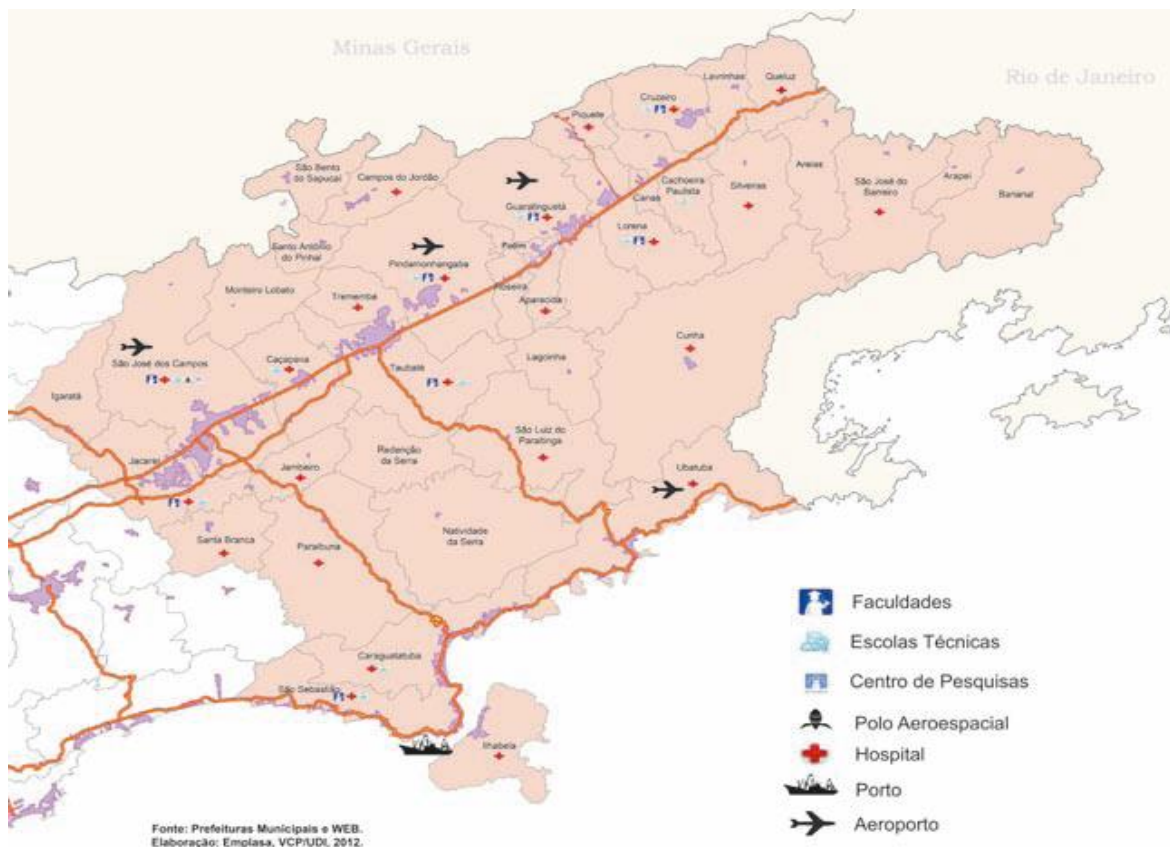 Minas Gerais
Rio de Janeiro
Lavrinhas
Queluz
Cruzeiro
Piquete
São Bento
do Sapucaí
Campos do Jordão
Cachoeira
Paulista
Silveiras
Areias
São José do
Barreiro
Arapeí
Bananal
Canas
Guaratinguetá
Lorena
Santo Antônio
do Pinhal
Potim
Pindamonhangaba
Roseira
Monteiro Lobato
Tremembé
Aparecida
Cunha
São José dos Campos
Caçapava
Taubaté
Lagoinha
Igaratá
São Luiz do
Paraitinga
Redenção
da Serra
Jacareí
Jambeiro
Ubatuba
Santa Branca
Paraibuna
Natividade
da Serra
Caraguatatuba
São Sebastião
Ilhabela
Faculdades
Escolas Técnicas
Centro de Pesquisas
Polo Aeroespacial
Hospital
Porto
Aeroporto
Fonte: Prefeituras Municipais e WEB.
Elaboração: Emplasa, VCP/UDI, 2012.